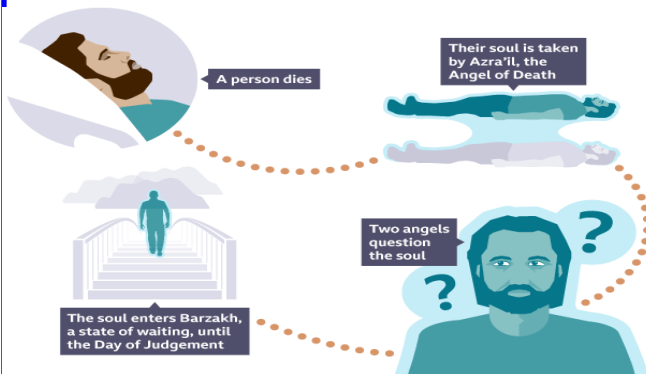 A person dies
Their soul is taken
by Azra'il, the
Angel of Death
Two angels
question
the soul
?
?
The soul enters Barzakh,
a state of waiting, until
the Day of Judgement